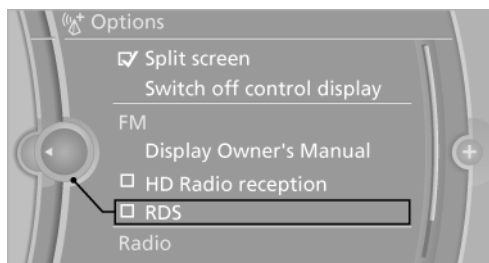 Options
Split screen
Switch off control display
FM
Display Owner's Manual
HD Radio reception
RDS
Radio